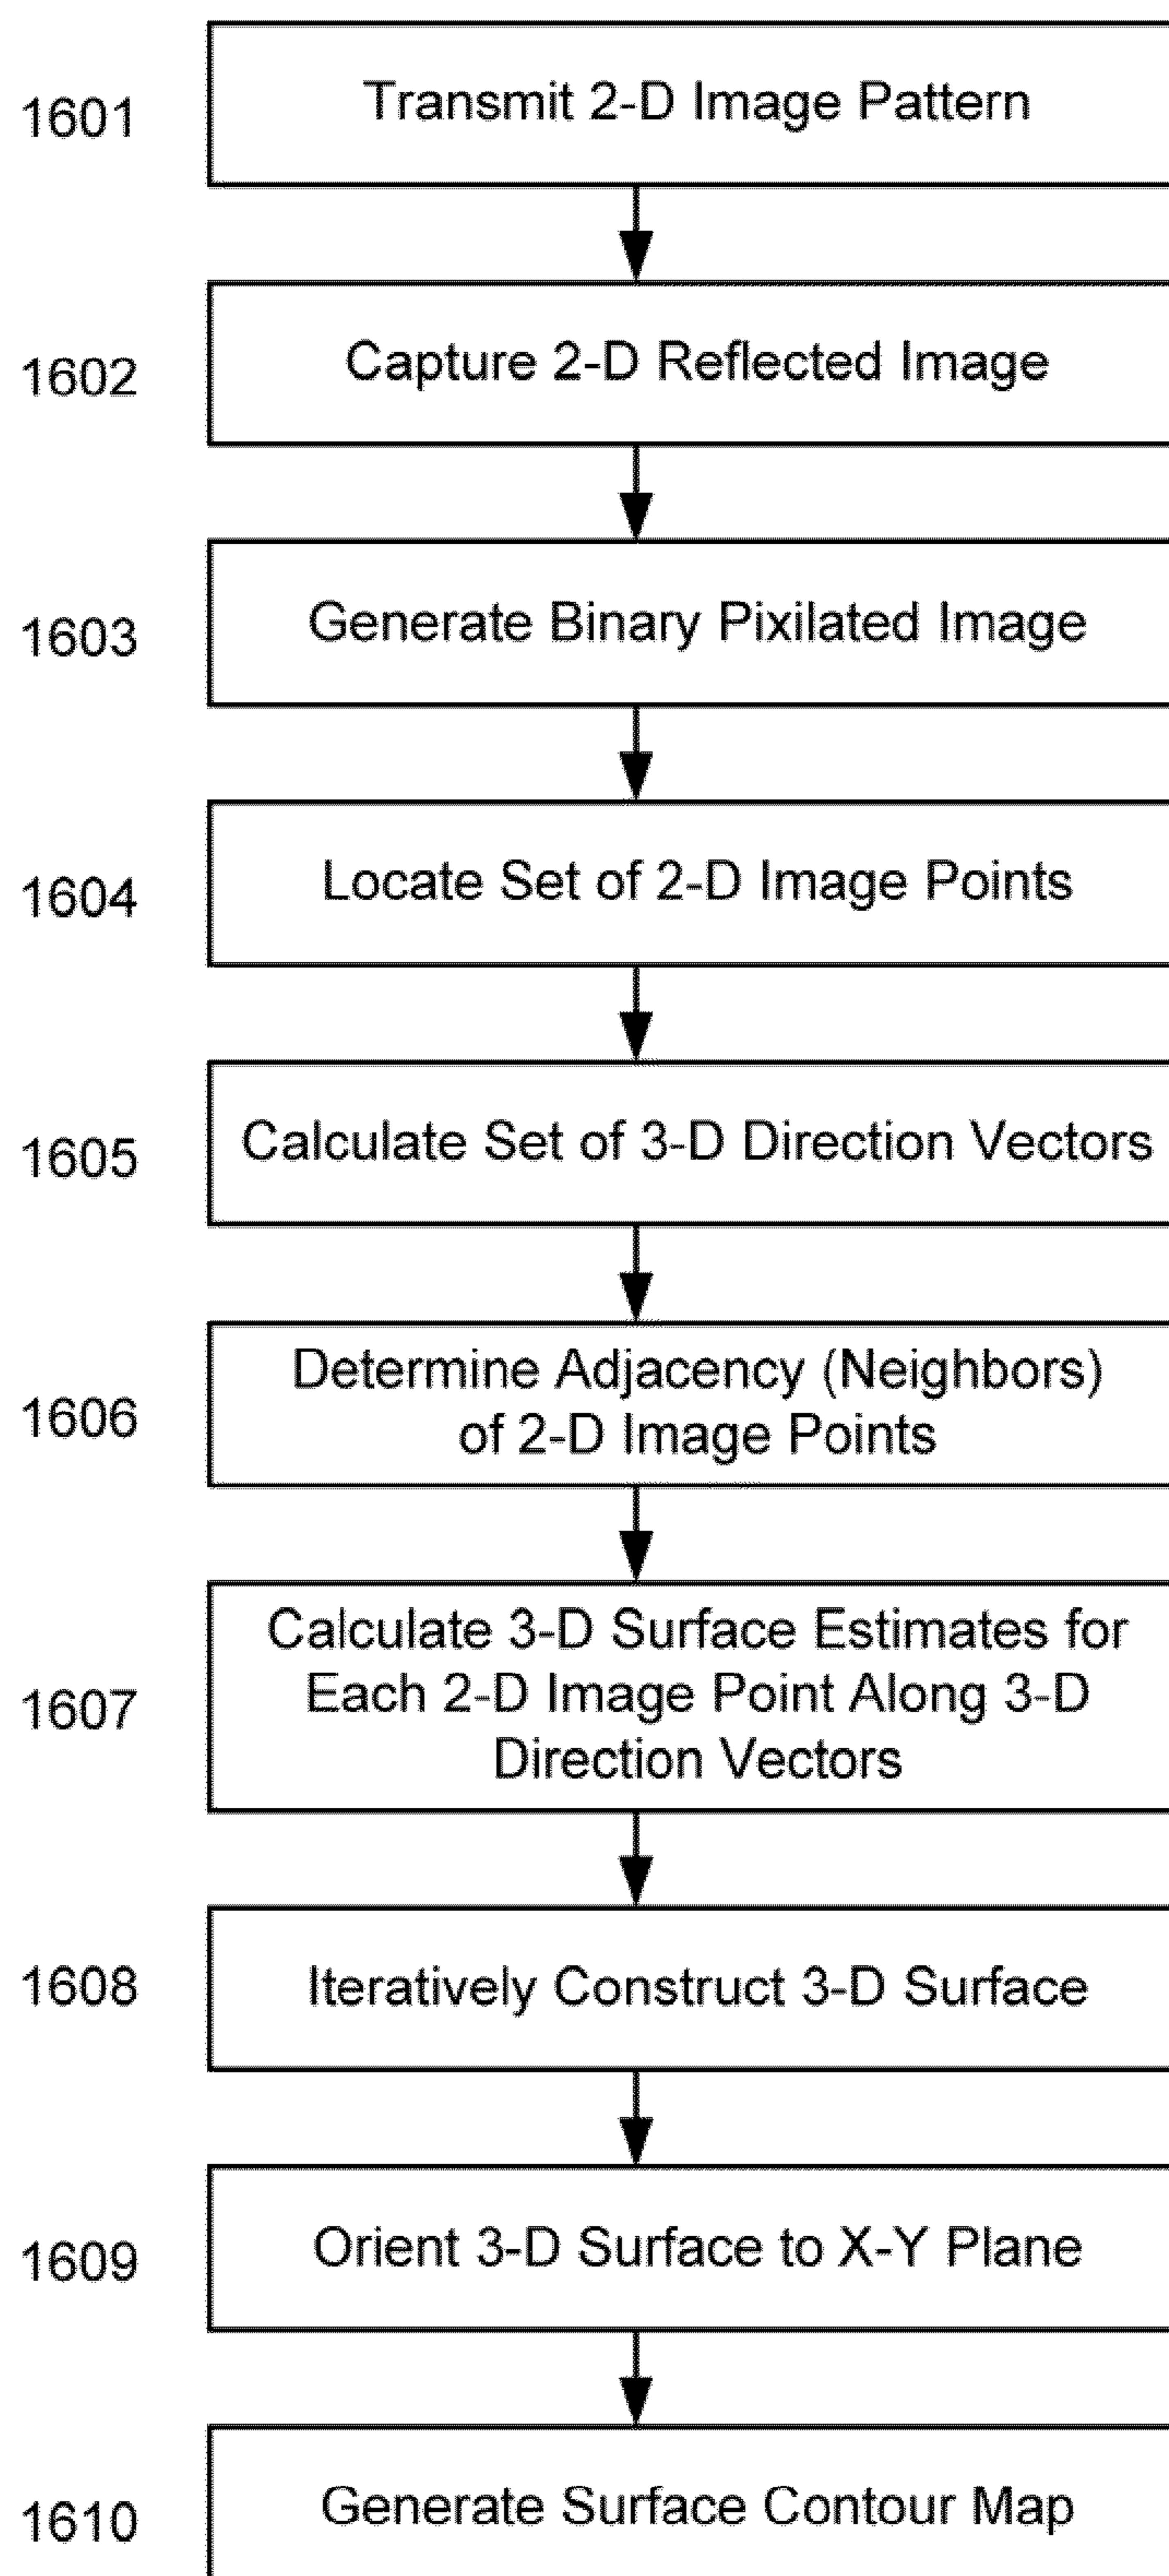 1601
Transmit 2-D Image Pattern
1602
Capture 2-D Reflected Image
1603
Generate Binary Pixilated Image
1604
Locate Set of 2-D Image Points
1605
Calculate Set of 3-D Direction Vectors
1606
Determine Adjacency (Neighbors)
of 2-D Image Points
1607
Calculate 3-D Surface Estimates for
Each 2-D Image Point Along 3-D
Direction Vectors
1608
Iteratively Construct 3-D Surface
1609
Orient 3-D Surface to X-Y Plane
1610
Generate Surface Contour Map